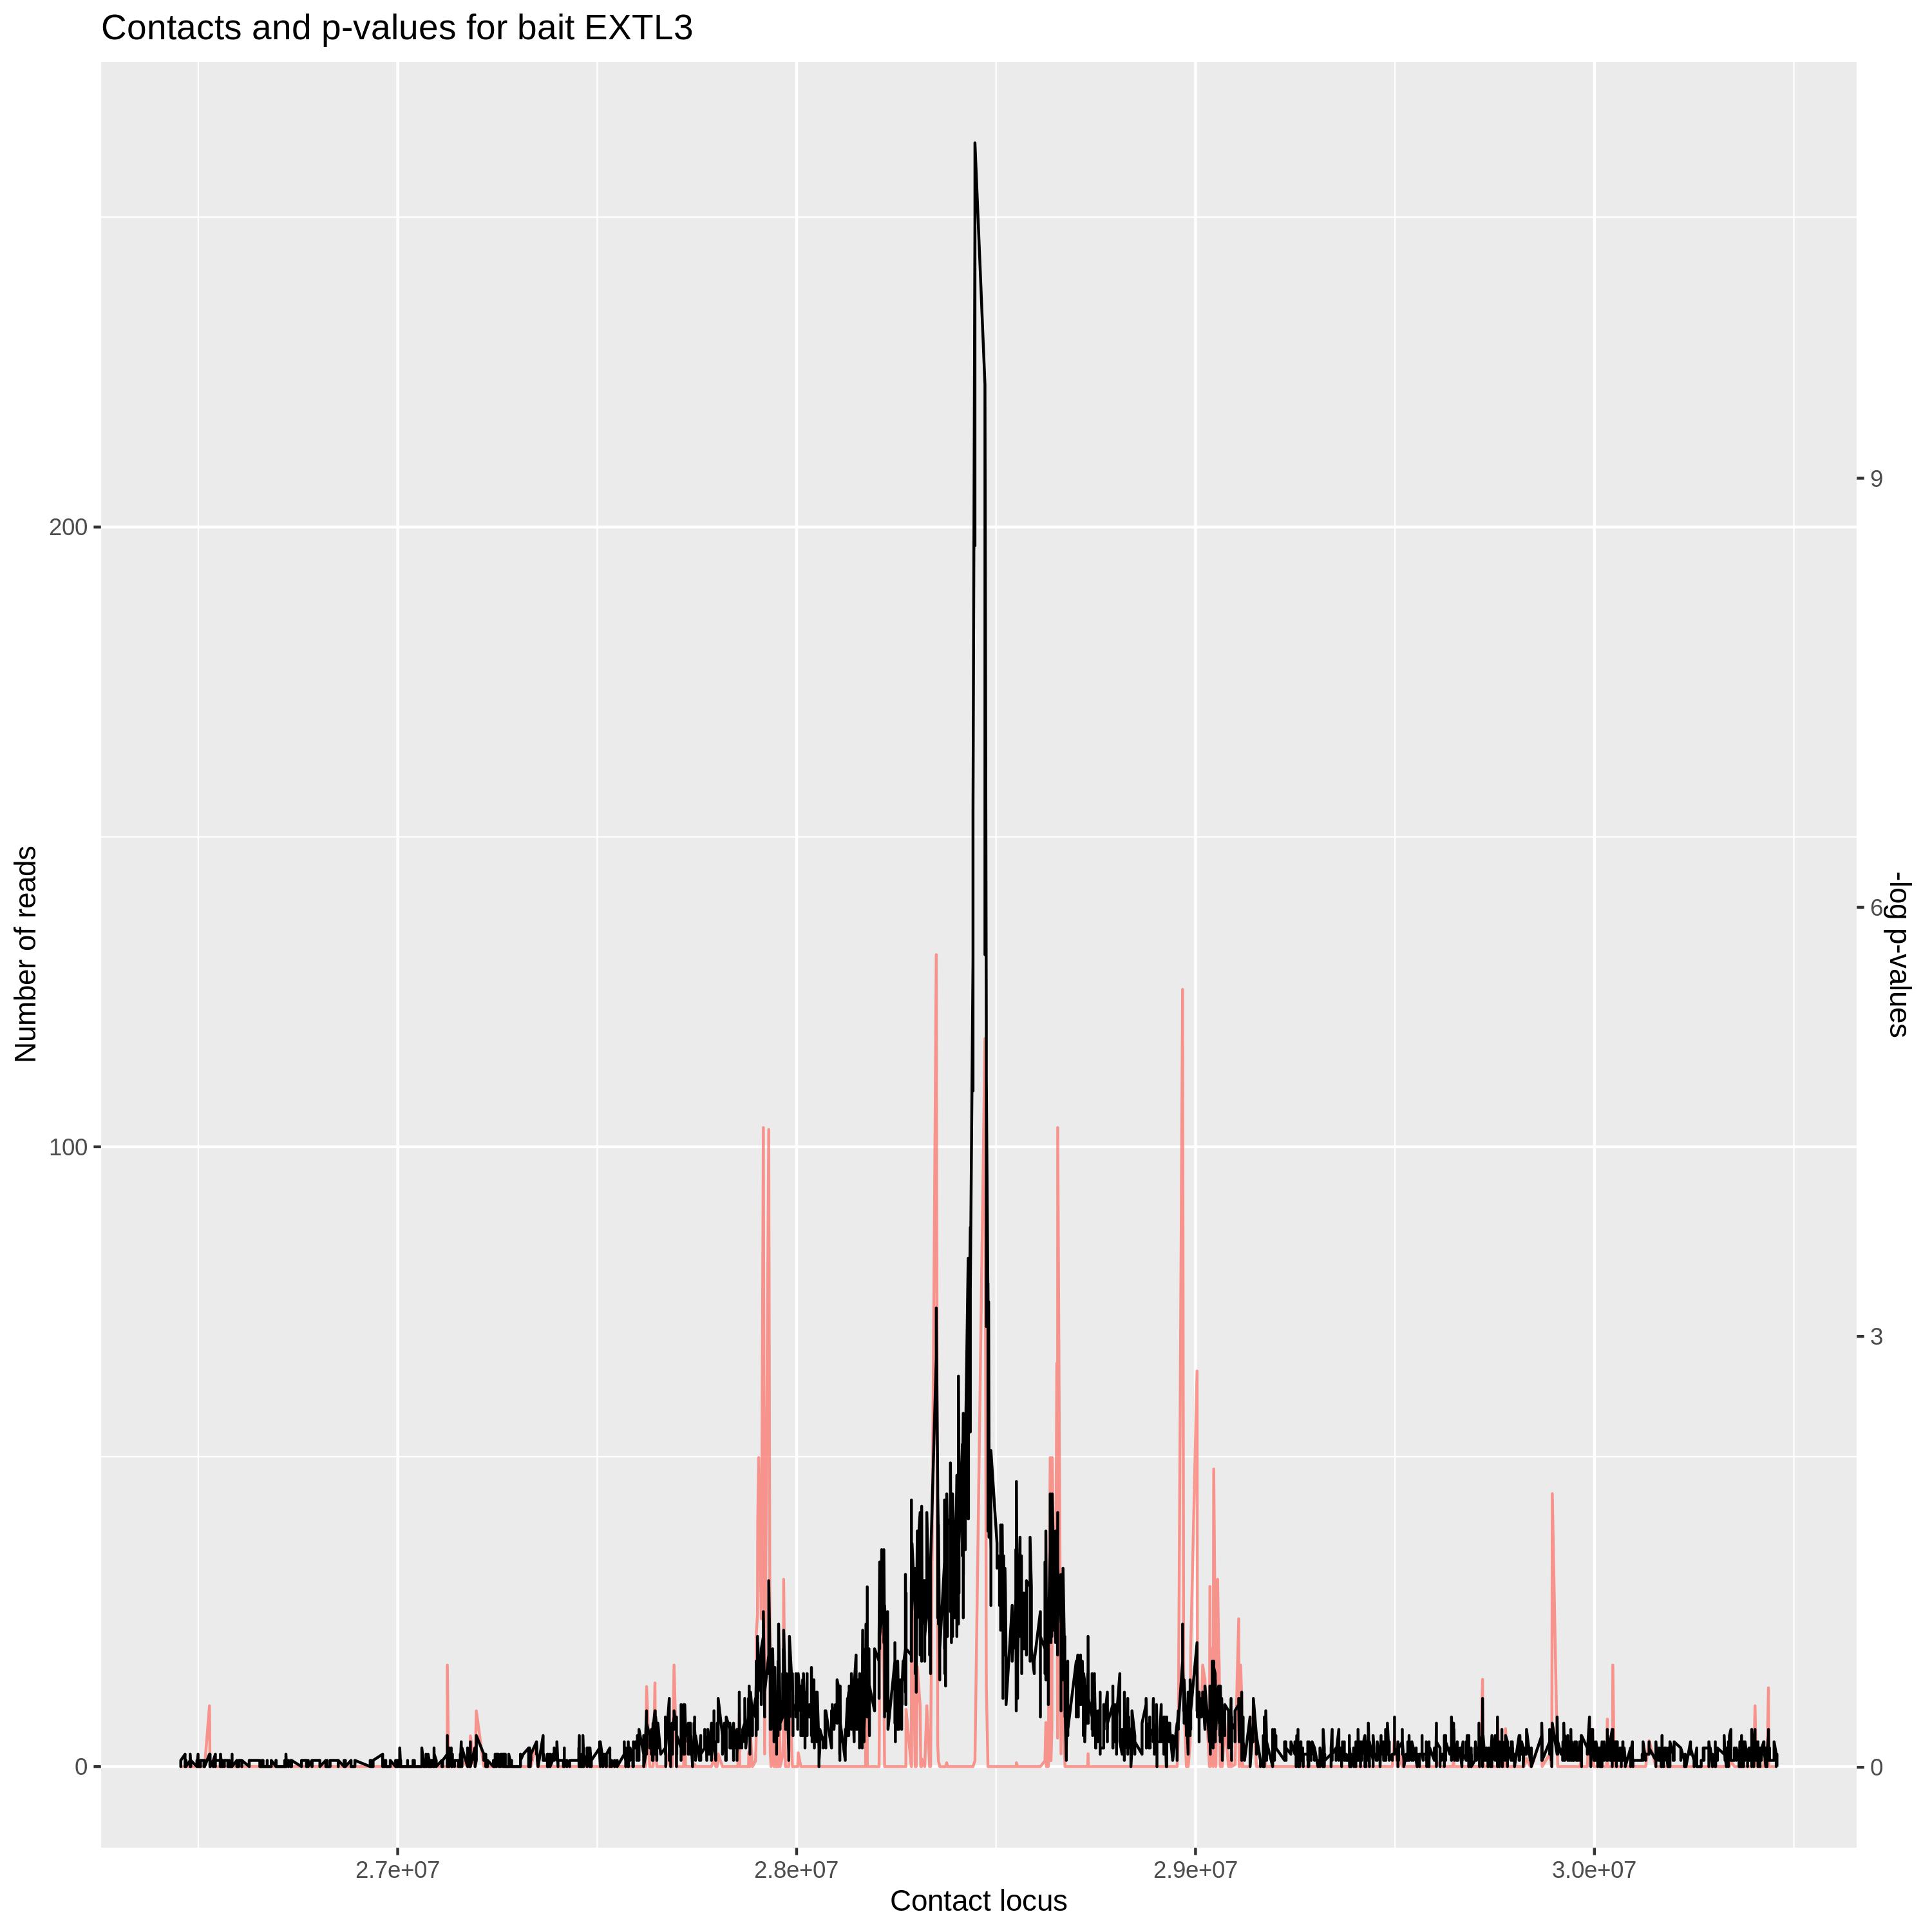 Contacts and p-values for bait EXTL3
Number of reads
200
100
0
9
6
3
0
-log p-values
2.7e+07
2.8e+07
2.9e+07
3.0e+07
Contact locus